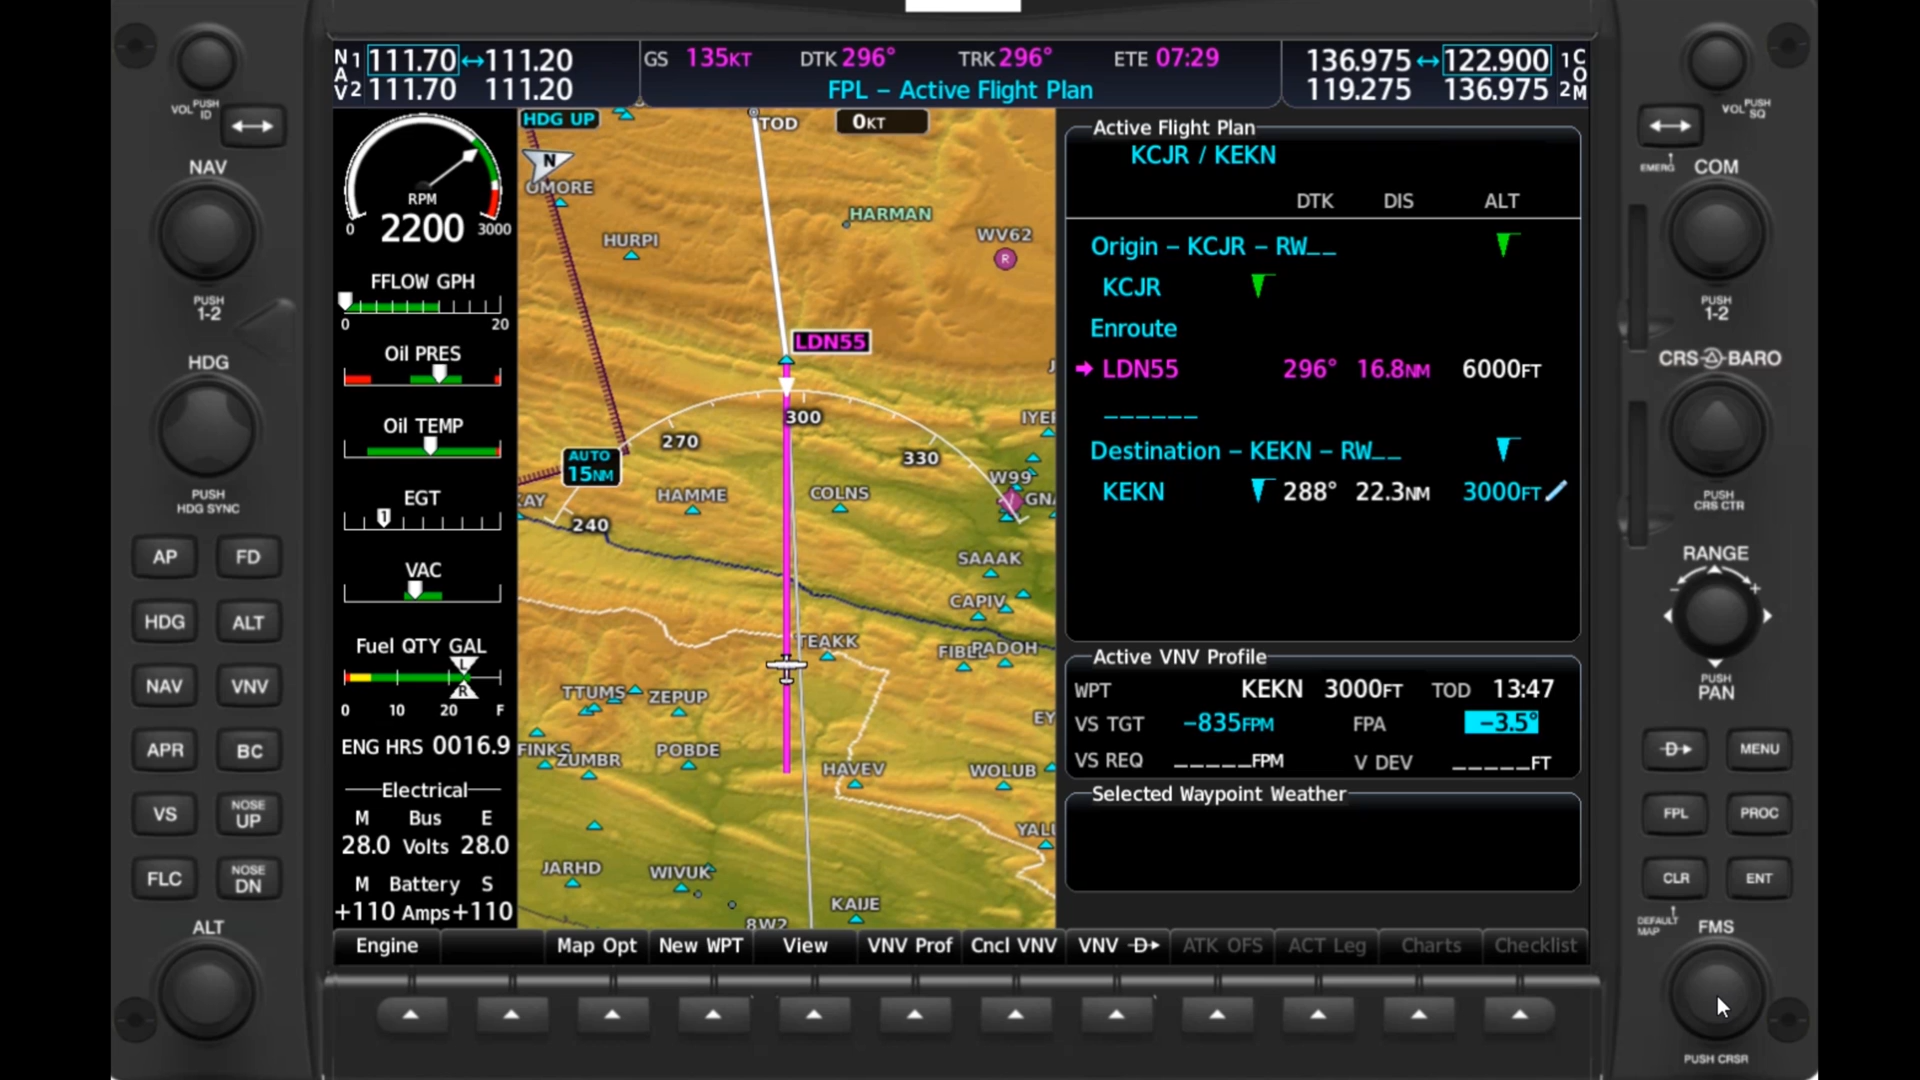 N 1 111.70 ↔ 111.20
A
V 2 111.70 111.20
GS 135KT DTK 296° TRK 296° ETE 07:29
FPL – Active Flight Plan
136.975 ↔ 122.900 1 C
O
119.275 136.975 2 M
VOL PUSH ID
NAV
PUSH
1-2
HDG
PUSH
HDG SYNC
AP FD
HDG ALT
NAV VNV
APR BC
VS NOSE UP
FLC NOSE DN
ALT
RPM
0 2200 3000
FFLOW GPH
0 20
Oil PRES
Oil TEMP
EGT
1
VAC
Fuel QTY GAL
L
R
0 10 20 F
ENG HRS 0016.9
Electrical
M Bus E
28.0 Volts 28.0
M Battery S
+110 Amps +110
HDG UP
TOD
0KT
N
OMORE
HARMAN
HURPI
WV62
R
LDN55
300
270
330
240
AUTO
15NM
HAMME
COLNS
W99
SAAAK
CAPIV
TEAKK
PADOH
TTUMS
ZEPUP
FINKS
ZUMBR
POBDE
HAVEV
WOLUB
JARHD
WIVUK
KAIJE
8W2
Active Flight Plan
KCJR / KEKN
DTK DIS ALT
Origin – KCJR – RW__
KCJR
Enroute
LDN55 296° 16.8NM 6000FT
______
Destination – KEKN – RW__
KEKN 288° 22.3NM 3000FT
Active VNV Profile
WPT KEKN 3000FT TOD 13:47
VS TGT –835FPM FPA –3.5°
VS REQ _____FPM V DEV _____FT
Selected Waypoint Weather
Engine Map Opt New WPT View VNV Prof Cncl VNV VNV D→ ATK OFS ACT Leg Charts Checklist
VOL PUSH SQ
EMERG
COM
PUSH
1-2
CRS BARO
PUSH
CRS CTR
RANGE
– +
PUSH
PAN
D→ MENU
FPL PROC
CLR ENT
DEFAULT MAP
FMS
PUSH CRSR